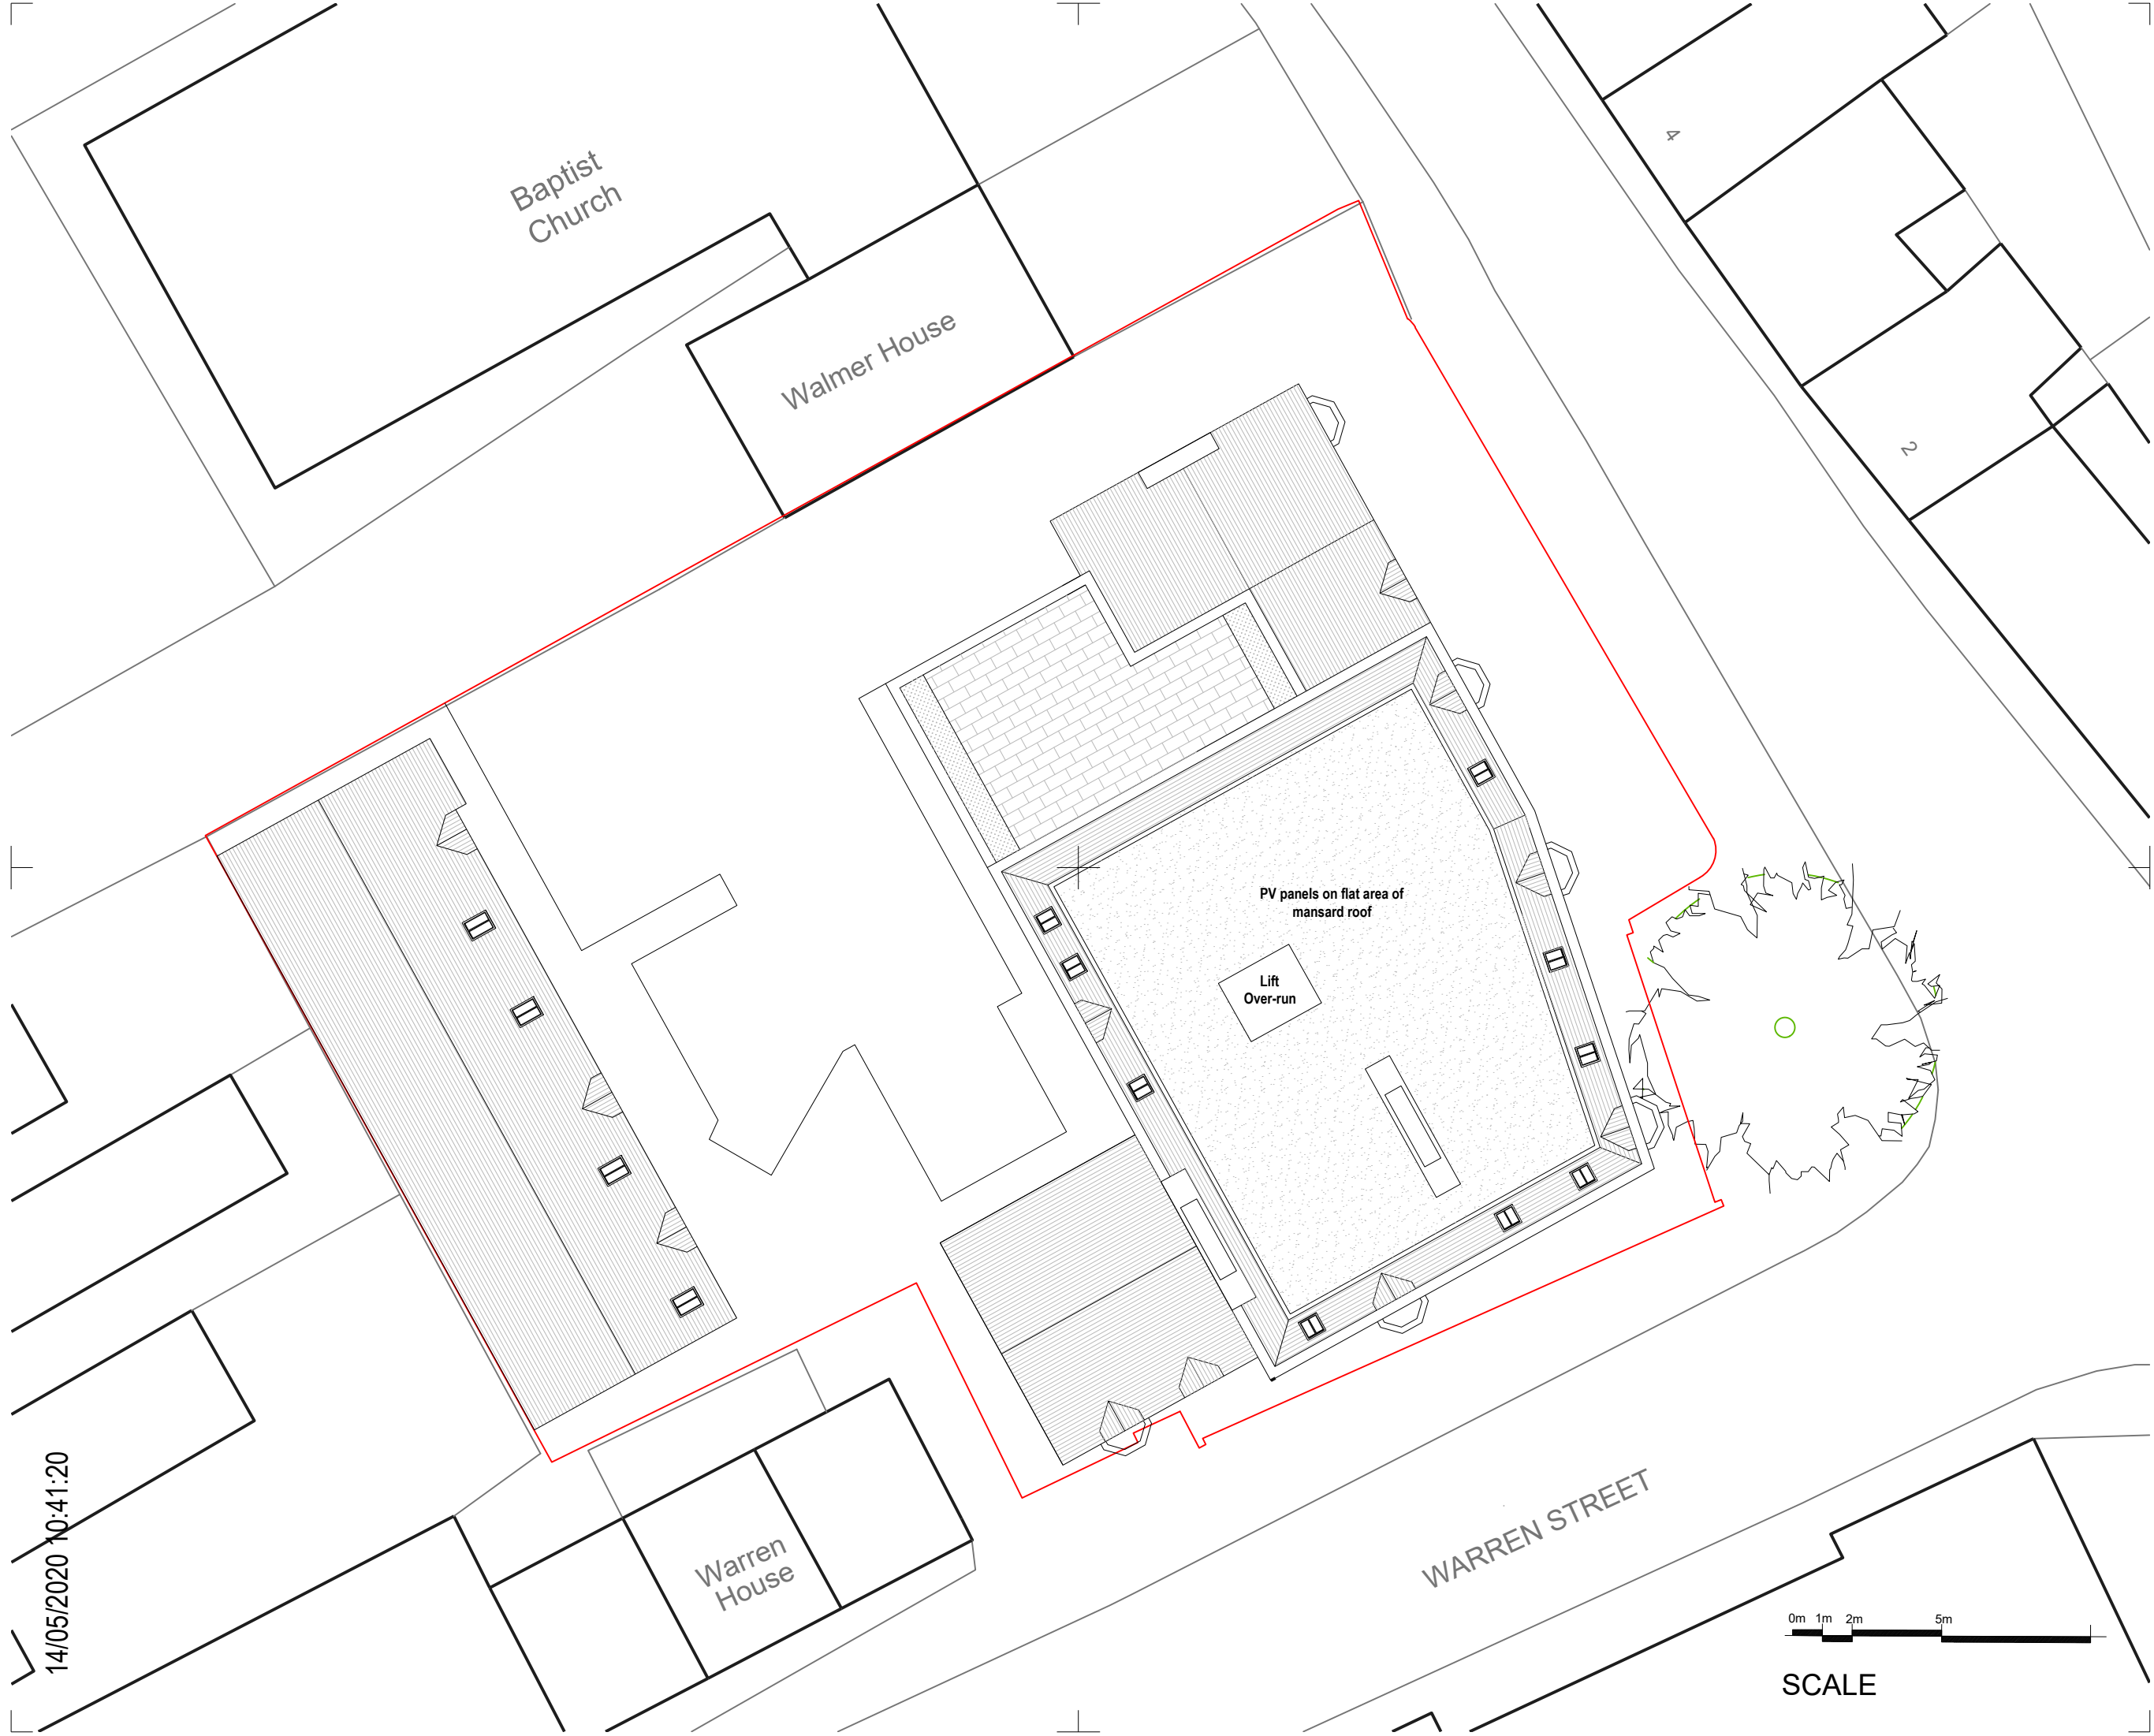 Baptist
Church
4
Walmer House
2
PV panels on flat area of
mansard roof
Lift
Over-run
WARREN STREET
Warren
House
14/05/2020 10:41:20
0m 1m 2m 5m
SCALE